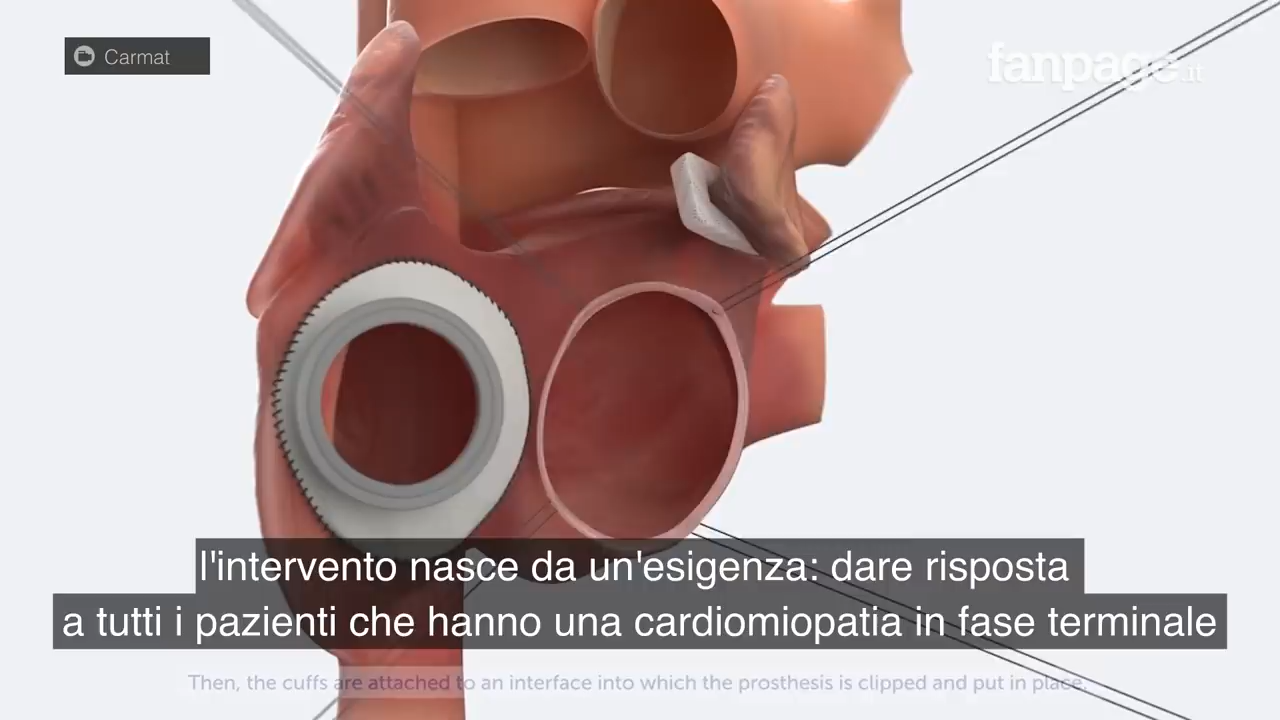 Carmat
fanpage.it
l'intervento nasce da un'esigenza: dare risposta
a tutti i pazienti che hanno una cardiomiopatia in fase terminale
Then, the cuffs are attached to an interface into which the prosthesis is clipped and put in place.